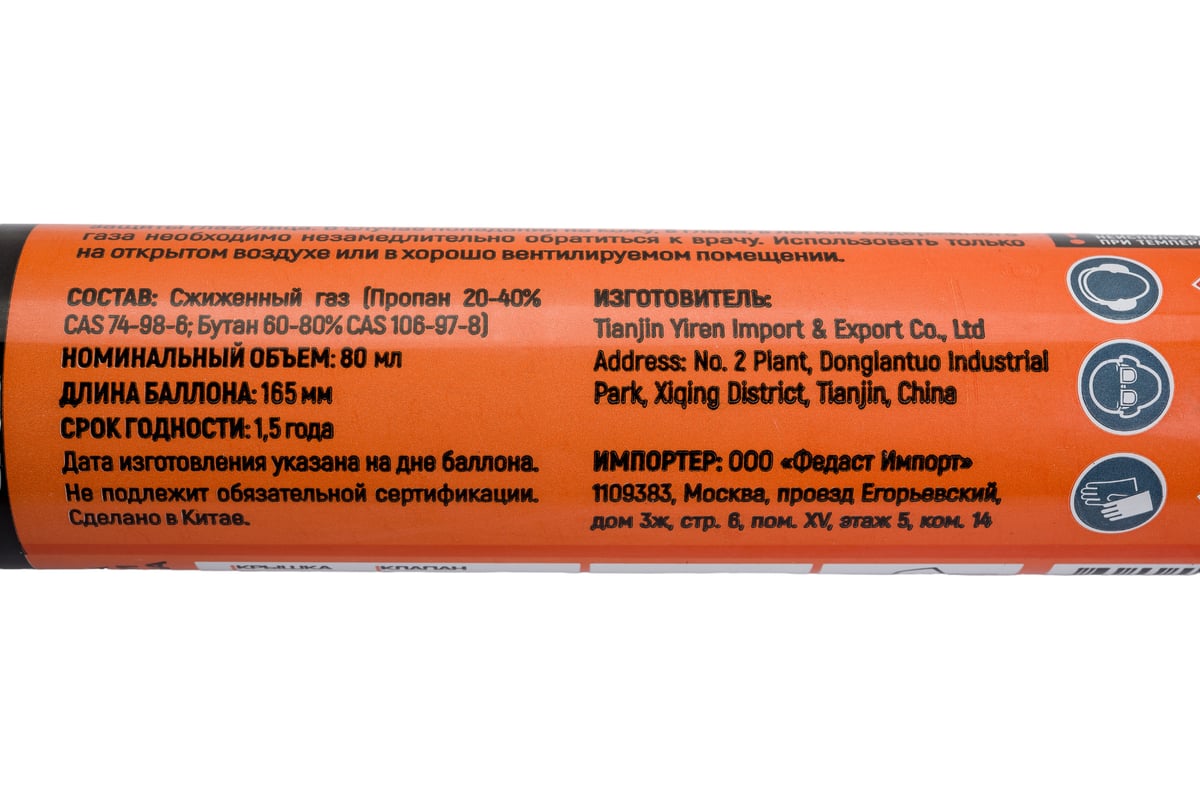 газа необходимо незамедлительно обратиться к врачу. Использовать только
на открытом воздухе или в хорошо вентилируемом помещении.
СОСТАВ: Сжиженный газ (Пропан 20-40%
CAS 74-98-6; Бутан 60-80% CAS 106-97-8)
НОМИНАЛЬНЫЙ ОБЪЕМ: 80 мл
ДЛИНА БАЛЛОНА: 165 мм
СРОК ГОДНОСТИ: 1,5 года
Дата изготовления указана на дне баллона.
Не подлежит обязательной сертификации.
Сделано в Китае.
ИЗГОТОВИТЕЛЬ:
Tianjin Yiren Import & Export Co., Ltd
Address: No. 2 Plant, Donglantuo Industrial
Park, Xiqing District, Tianjin, China
ИМПОРТЕР: ООО «Федаст Импорт»
1109383, Москва, проезд Егорьевский,
дом 3ж, стр. 6, пом. XV, этаж 5, ком. 14
ПРИ ТЕМПЕ
КРЫШКА
КЛАПАН